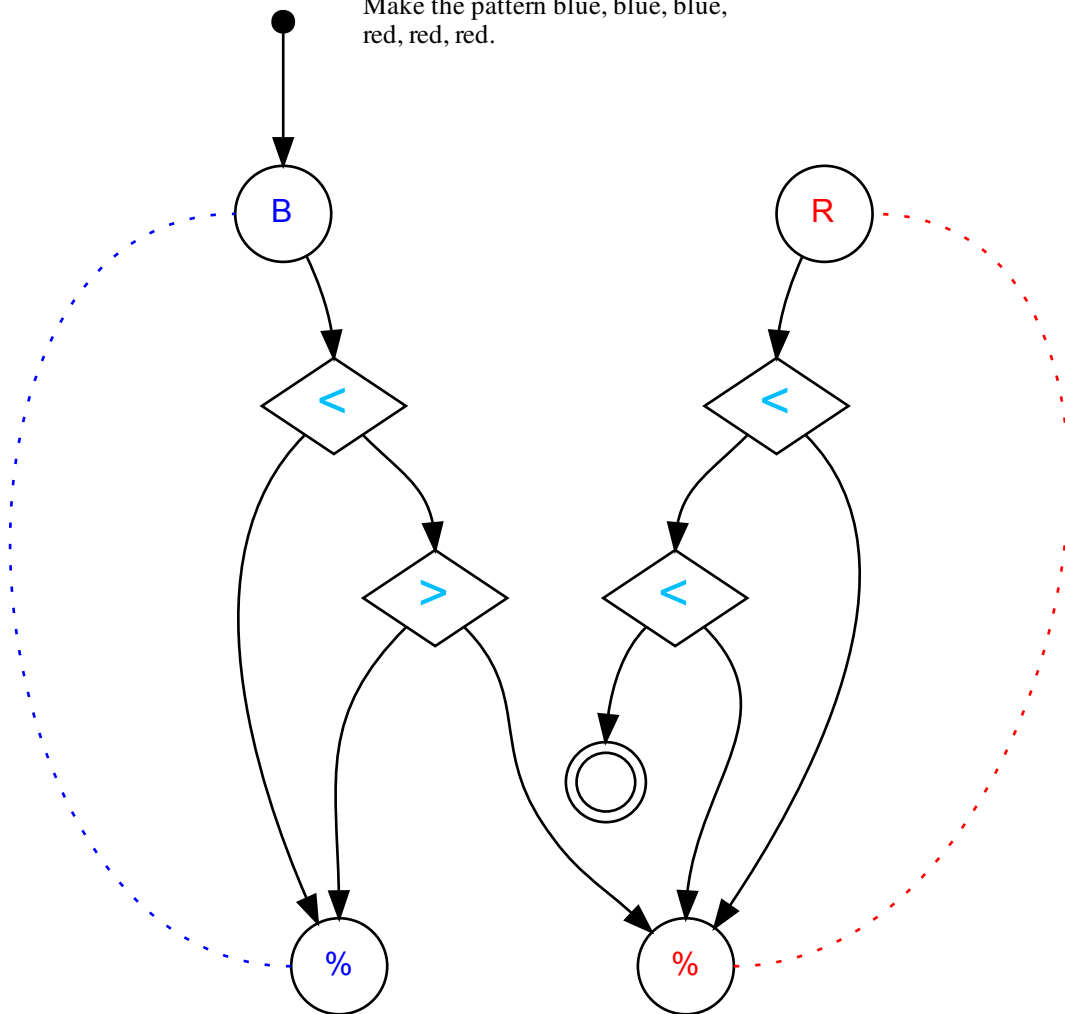 Make the pattern blue, blue, blue,
red, red, red.
B
R
<
<
>
<
%
%